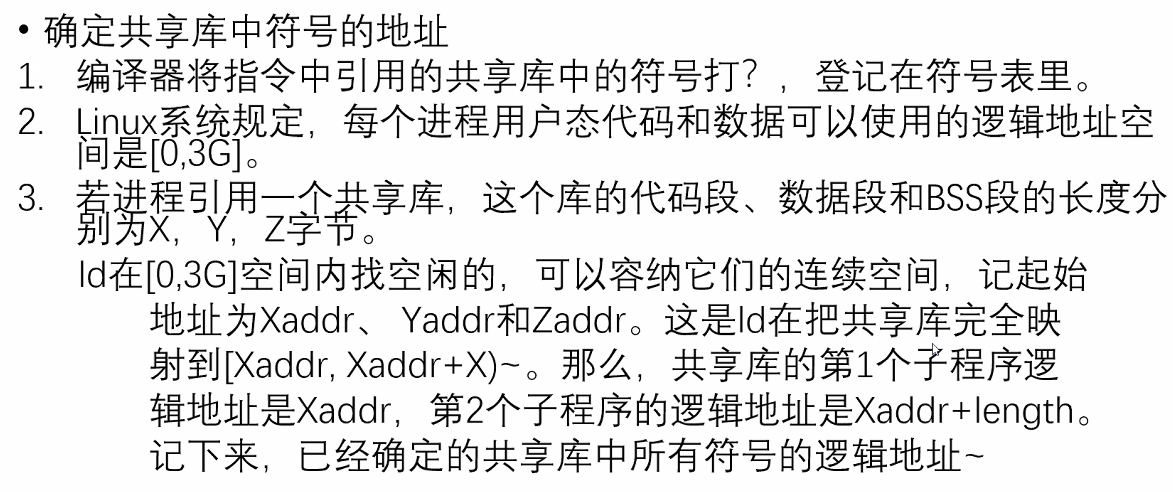 • 确定共享库中符号的地址
1. 编译器将指令中引用的共享库中的符号打?，登记在符号表里。
2. Linux系统规定，每个进程用户态代码和数据可以使用的逻辑地址空
间是[0,3G]。
3. 若进程引用一个共享库，这个库的代码段、数据段和BSS段的长度分
别为X，Y，Z字节。
ld在[0,3G]空间内找空闲的，可以容纳它们的连续空间，记起始
地址为Xaddr、 Yaddr和Zaddr。这是ld在把共享库完全映
射到[Xaddr, Xaddr+X)~。那么，共享库的第1个子程序逻
辑地址是Xaddr，第2个子程序的逻辑地址是Xaddr+length。
记下来，已经确定的共享库中所有符号的逻辑地址~